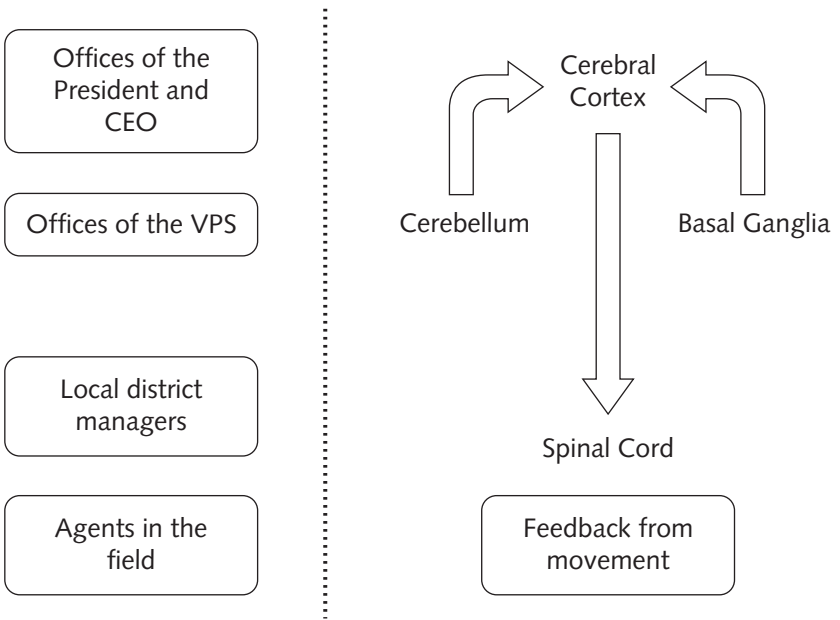 Offices of the
President and
CEO
Offices of the VPS
Local district
managers
Agents in the
field
Cerebral
Cortex
Cerebellum
Basal Ganglia
Spinal Cord
Feedback from
movement